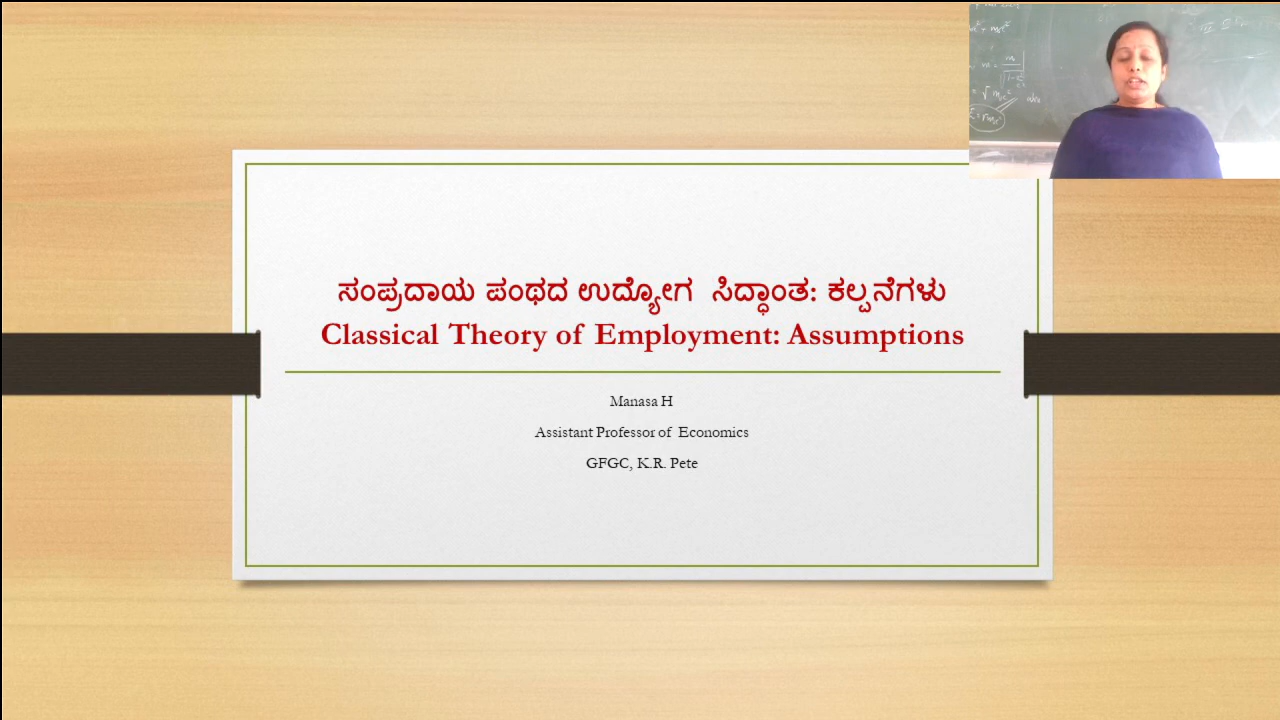 ಸಂಪ್ರದಾಯ ಪಂಥದ ಉದ್ಯೋಗ ಸಿದ್ಧಾಂತ: ಕಲ್ಪನೆಗಳು
Classical Theory of Employment: Assumptions
Manasa H
Assistant Professor of Economics
GFGC, K.R. Pete